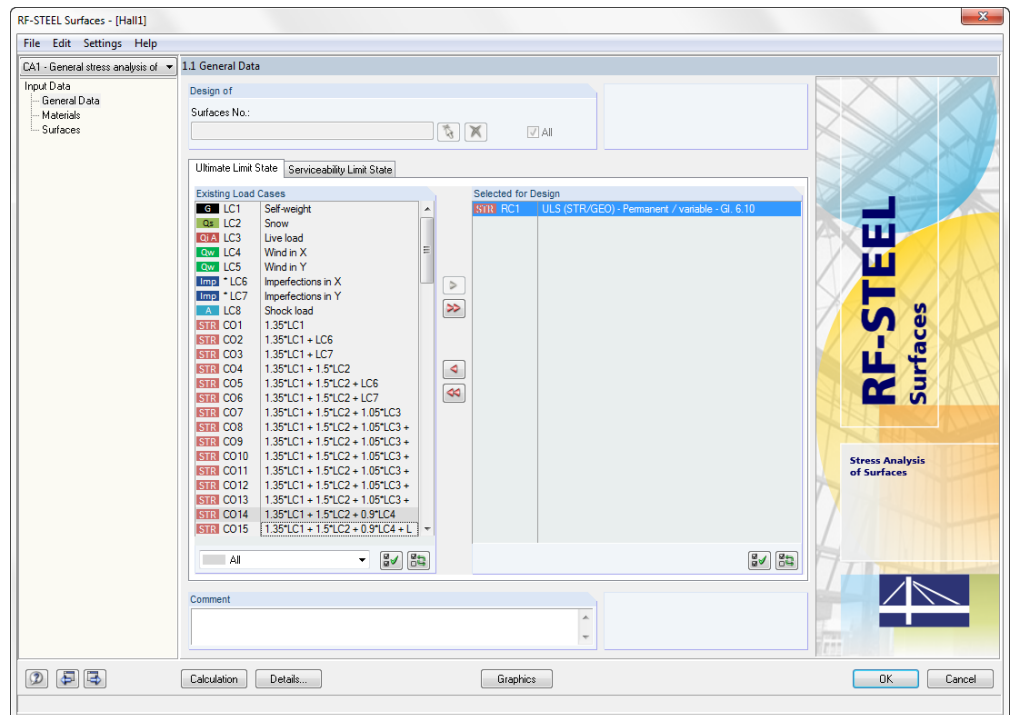 RF-STEEL Surfaces - [Hall1]
File Edit Settings Help
CA1 - General stress analysis of
1.1 General Data
Input Data
General Data
Materials
Surfaces
Design of
Surfaces No.:
All
Ultimate Limit State
Serviceability Limit State
Existing Load Cases
G LC1 Self-weight
Qs LC2 Snow
Qi A LC3 Live load
Qw LC4 Wind in X
Qw LC5 Wind in Y
Imp * LC6 Imperfections in X
Imp * LC7 Imperfections in Y
A LC8 Shock load
STR CO1 1.35*LC1
STR CO2 1.35*LC1 + LC6
STR CO3 1.35*LC1 + LC7
STR CO4 1.35*LC1 + 1.5*LC2
STR CO5 1.35*LC1 + 1.5*LC2 + LC6
STR CO6 1.35*LC1 + 1.5*LC2 + LC7
STR CO7 1.35*LC1 + 1.5*LC2 + 1.05*LC3
STR CO8 1.35*LC1 + 1.5*LC2 + 1.05*LC3 +
STR CO9 1.35*LC1 + 1.5*LC2 + 1.05*LC3 +
STR CO10 1.35*LC1 + 1.5*LC2 + 1.05*LC3 +
STR CO11 1.35*LC1 + 1.5*LC2 + 1.05*LC3 +
STR CO12 1.35*LC1 + 1.5*LC2 + 1.05*LC3 +
STR CO13 1.35*LC1 + 1.5*LC2 + 1.05*LC3 +
STR CO14 1.35*LC1 + 1.5*LC2 + 0.9*LC4
STR CO15 1.35*LC1 + 1.5*LC2 + 0.9*LC4 + L
All
Selected for Design
STR RC1 ULS (STR/GEO) - Permanent / variable - Gl. 6.10
Comment
RF-STEEL
Surfaces
Stress Analysis
of Surfaces
Calculation
Details...
Graphics
OK
Cancel